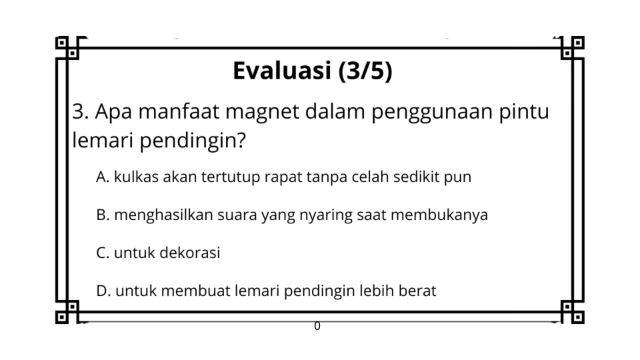 Evaluasi (3/5)
3. Apa manfaat magnet dalam penggunaan pintu
lemari pendingin?
A. kulkas akan tertutup rapat tanpa celah sedikit pun
B. menghasilkan suara yang nyaring saat membukanya
C. untuk dekorasi
D. untuk membuat lemari pendingin lebih berat
0